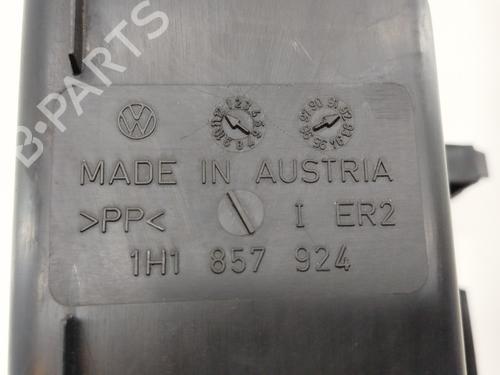 B-PARTS
MADE IN AUSTRIA
>PP< I ER2
1H1 857 924